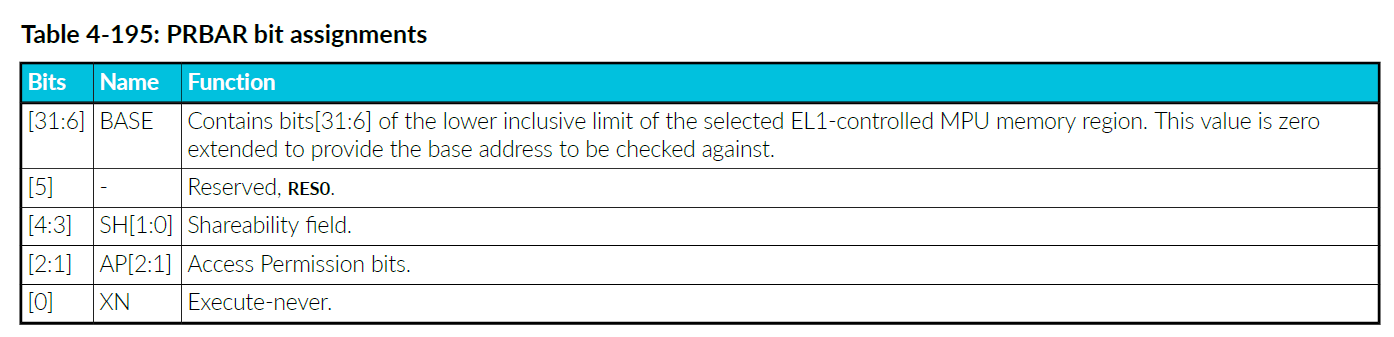 Table 4-195: PRBAR bit assignments
Bits Name Function
[31:6] BASE Contains bits[31:6] of the lower inclusive limit of the selected EL1-controlled MPU memory region. This value is zero
extended to provide the base address to be checked against.
[5] - Reserved, RES0.
[4:3] SH[1:0] Shareability field.
[2:1] AP[2:1] Access Permission bits.
[0] XN Execute-never.